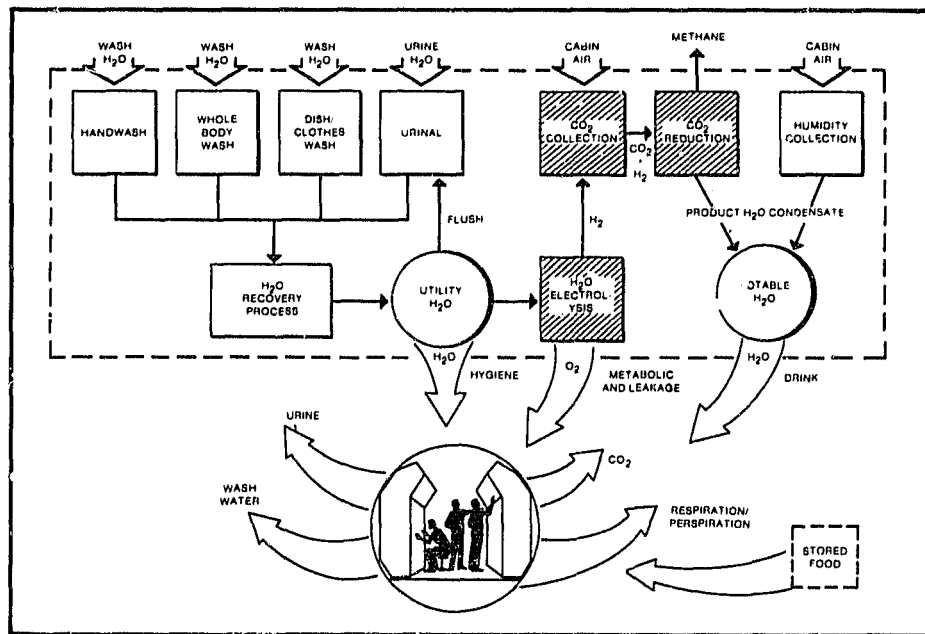 WASH
H₂O
WASH
H₂O
WASH
H₂O
URINE
H₂O
CABIN
AIR
METHANE
CABIN
AIR
HANDWASH
WHOLE
BODY
WASH
DISH/
CLOTHES
WASH
URINAL
CO₂
COLLECTION
CO₂
+
H₂
CO₂
REDUCTION
HUMIDITY
COLLECTION
FLUSH
H₂
PRODUCT H₂O CONDENSATE
H₂O
RECOVERY
PROCESS
UTILITY
H₂O
H₂O
ELECTROL-
YSIS
POTABLE
H₂O
H₂O
HYGIENE
O₂
METABOLIC
AND LEAKAGE
H₂O
DRINK
URINE
CO₂
WASH
WATER
RESPIRATION/
PERSPIRATION
STORED
FOOD